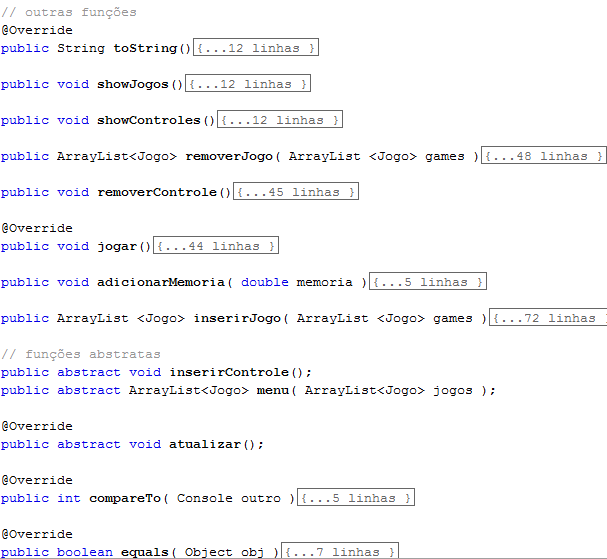 // outras funções
@Override
public String toString(){...12 linhas }
public void showJogos(){...12 linhas }
public void showControles(){...12 linhas }
public ArrayList<Jogo> removerJogo( ArrayList <Jogo> games ){...48 linhas }
public void removerControle(){...45 linhas }
@Override
public void jogar(){...44 linhas }
public void adicionarMemoria( double memoria ){...5 linhas }
public ArrayList <Jogo> inserirJogo( ArrayList <Jogo> games ){...72 linhas }
// funções abstratas
public abstract void inserirControle();
public abstract ArrayList<Jogo> menu( ArrayList<Jogo> jogos );
@Override
public abstract void atualizar();
@Override
public int compareTo( Console outro ){...5 linhas }
@Override
public boolean equals( Object obj ){...7 linhas }